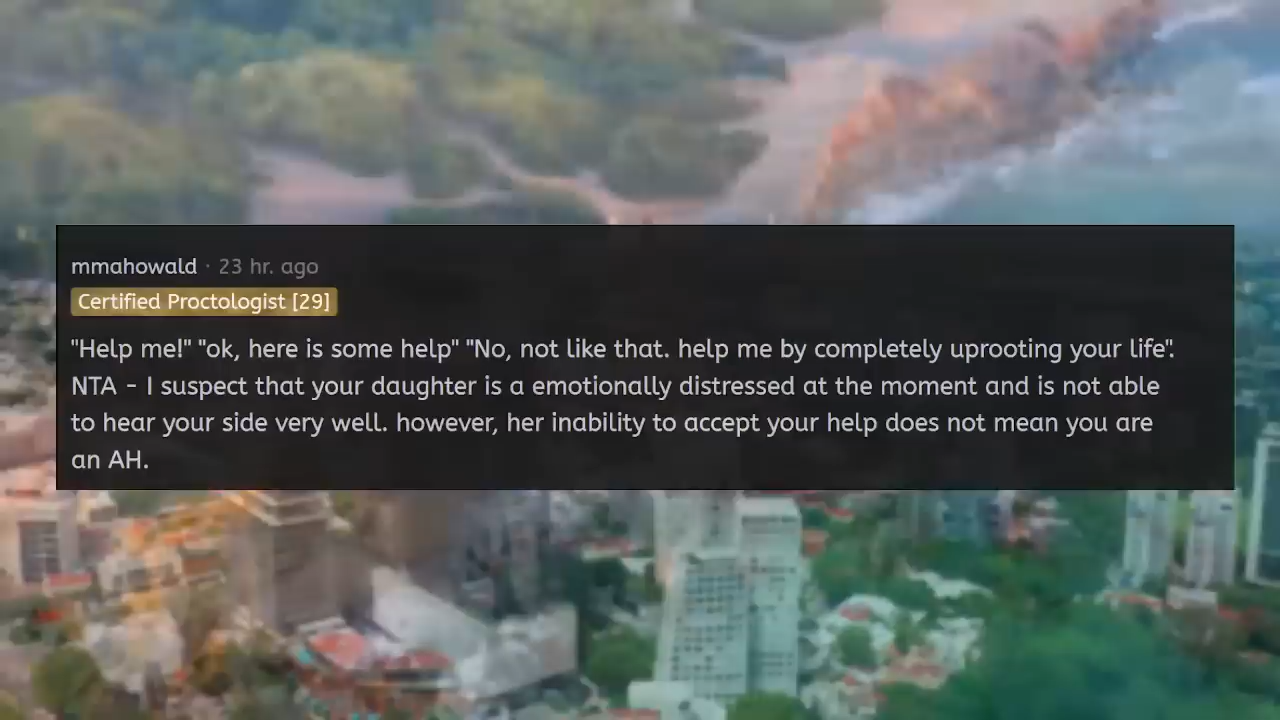 mmahowald · 23 hr. ago
Certified Proctologist [29]
"Help me!" "ok, here is some help" "No, not like that. help me by completely uprooting your life".
NTA - I suspect that your daughter is a emotionally distressed at the moment and is not able
to hear your side very well. however, her inability to accept your help does not mean you are
an AH.